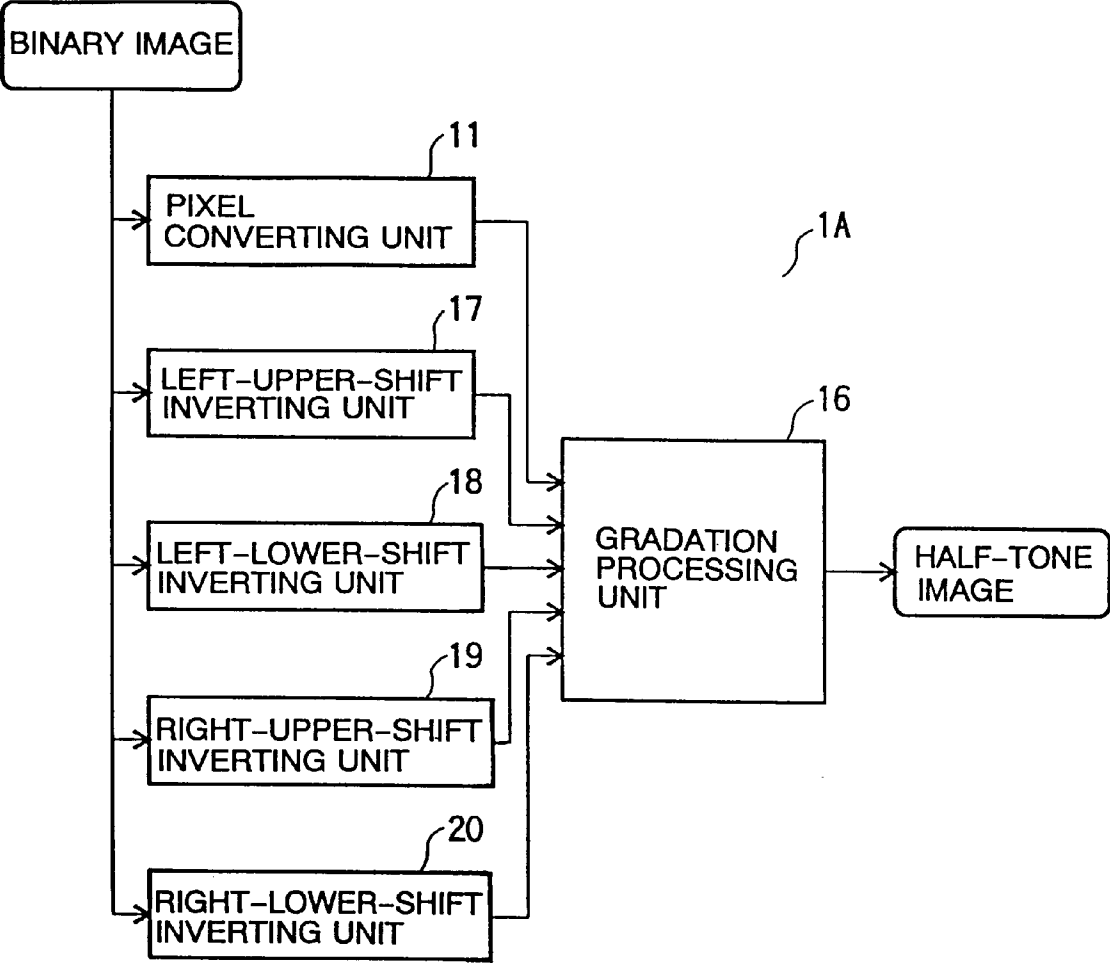 BINARY IMAGE
11
PIXEL
CONVERTING UNIT
1A
17
LEFT-UPPER-SHIFT
INVERTING UNIT
16
GRADATION
PROCESSING
UNIT
18
LEFT-LOWER-SHIFT
INVERTING UNIT
HALF-TONE
IMAGE
19
RIGHT-UPPER-SHIFT
INVERTING UNIT
20
RIGHT-LOWER-SHIFT
INVERTING UNIT